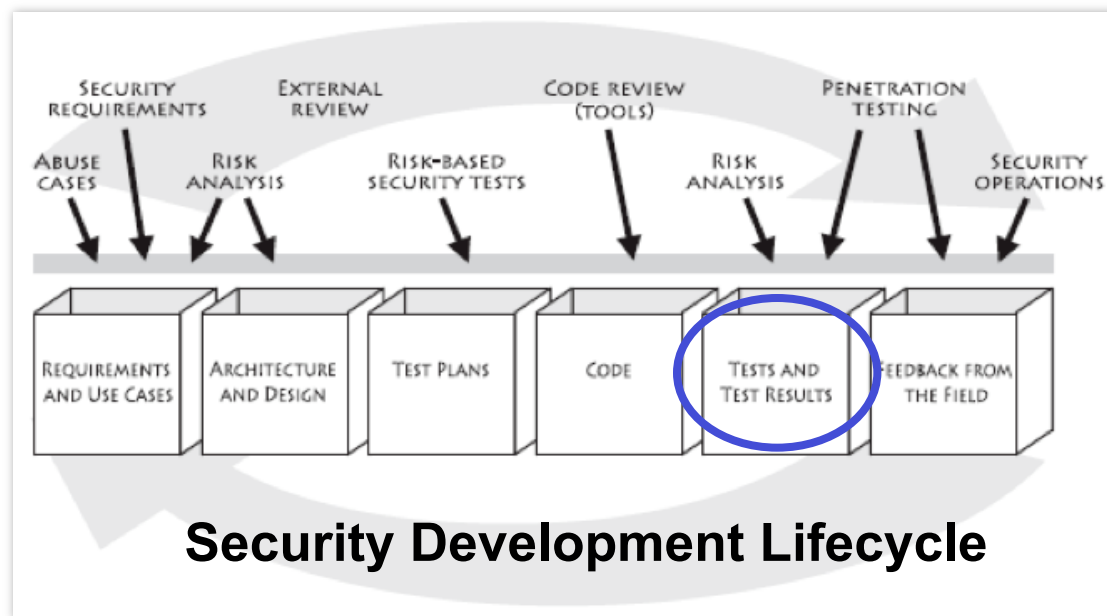 SECURITY
REQUIREMENTS
EXTERNAL
REVIEW
CODE REVIEW
(TOOLS)
PENETRATION
TESTING
ABUSE
CASES
RISK
ANALYSIS
RISK-BASED
SECURITY TESTS
RISK
ANALYSIS
SECURITY
OPERATIONS
REQUIREMENTS
AND USE CASES
ARCHITECTURE
AND DESIGN
TEST PLANS
CODE
TESTS AND
TEST RESULTS
FEEDBACK FROM
THE FIELD
Security Development Lifecycle